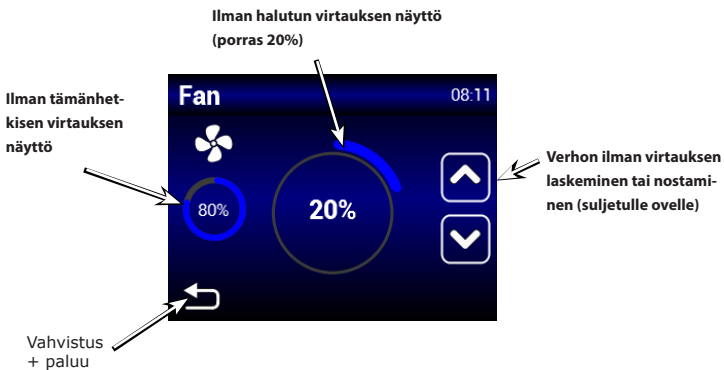 Ilman halutun virtauksen näyttö
(porras 20%)
Ilman tämänhet-
kisen virtauksen
näyttö
Fan
08:11
80%
20%
Verhon ilman virtauksen
laskeminen tai nostami-
nen (suljetulle ovelle)
Vahvistus
+ paluu